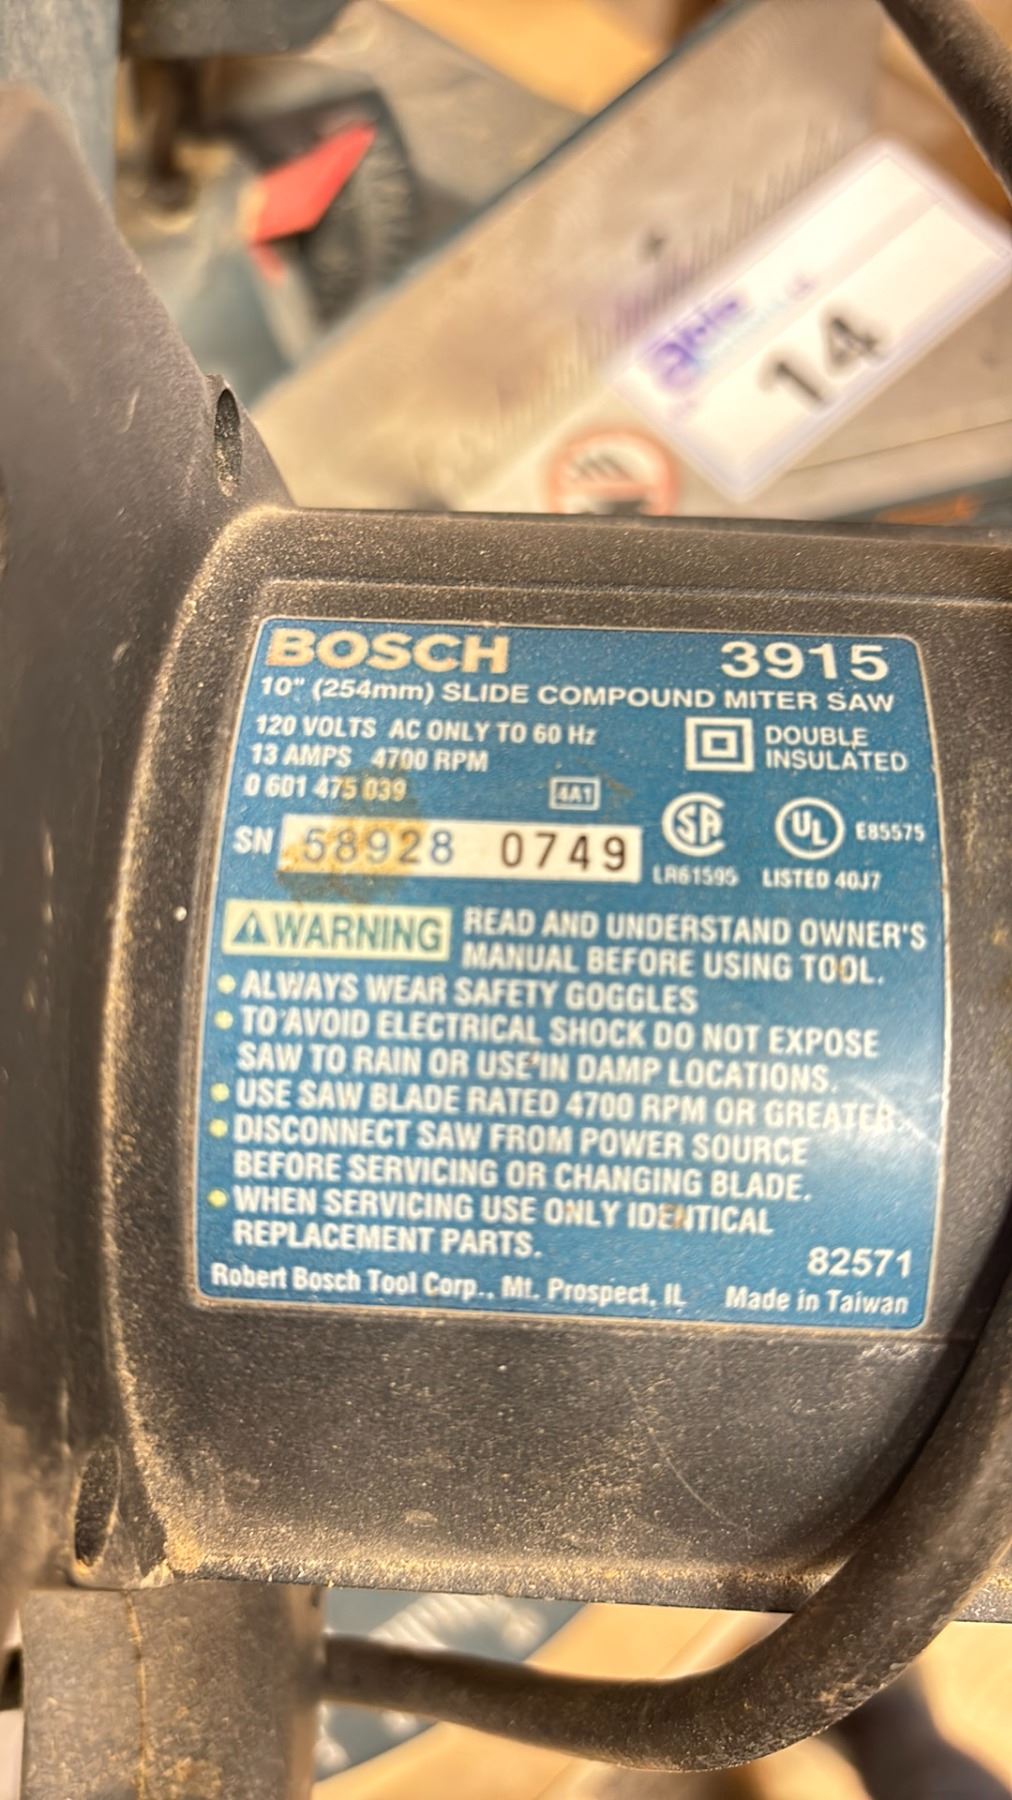 14
BOSCH 3915
10" (254mm) SLIDE COMPOUND MITER SAW
120 VOLTS AC ONLY TO 60 Hz
13 AMPS 4700 RPM
DOUBLE
INSULATED
0 601 475 039
4A1
SN 58928 0749
SA
LR61595
UL
E85575
LISTED 40J7
WARNING
READ AND UNDERSTAND OWNER'S
MANUAL BEFORE USING TOOL.
• ALWAYS WEAR SAFETY GOGGLES
• TO AVOID ELECTRICAL SHOCK DO NOT EXPOSE
SAW TO RAIN OR USE IN DAMP LOCATIONS.
• USE SAW BLADE RATED 4700 RPM OR GREATER.
• DISCONNECT SAW FROM POWER SOURCE
BEFORE SERVICING OR CHANGING BLADE.
• WHEN SERVICING USE ONLY IDENTICAL
REPLACEMENT PARTS.
82571
Robert Bosch Tool Corp., Mt. Prospect, IL Made in Taiwan